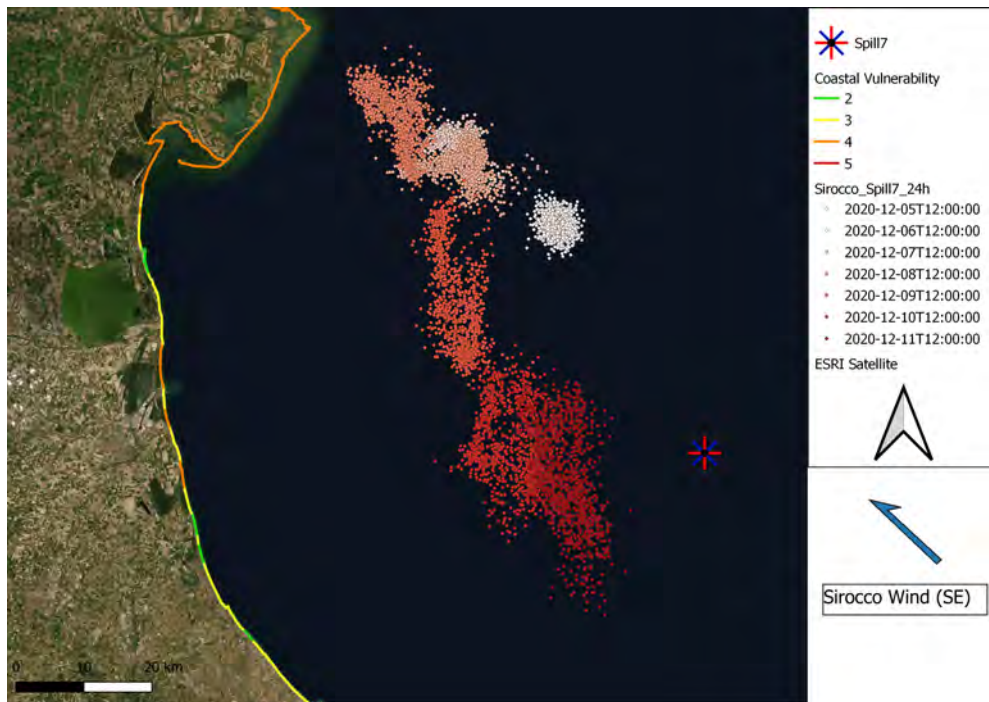 Spill7
Coastal Vulnerability
2
3
4
5
Sirocco_Spill7_24h
2020-12-05T12:00:00
2020-12-06T12:00:00
2020-12-07T12:00:00
2020-12-08T12:00:00
2020-12-09T12:00:00
2020-12-10T12:00:00
2020-12-11T12:00:00
ESRI Satellite
Sirocco Wind (SE)
0 10 20 km